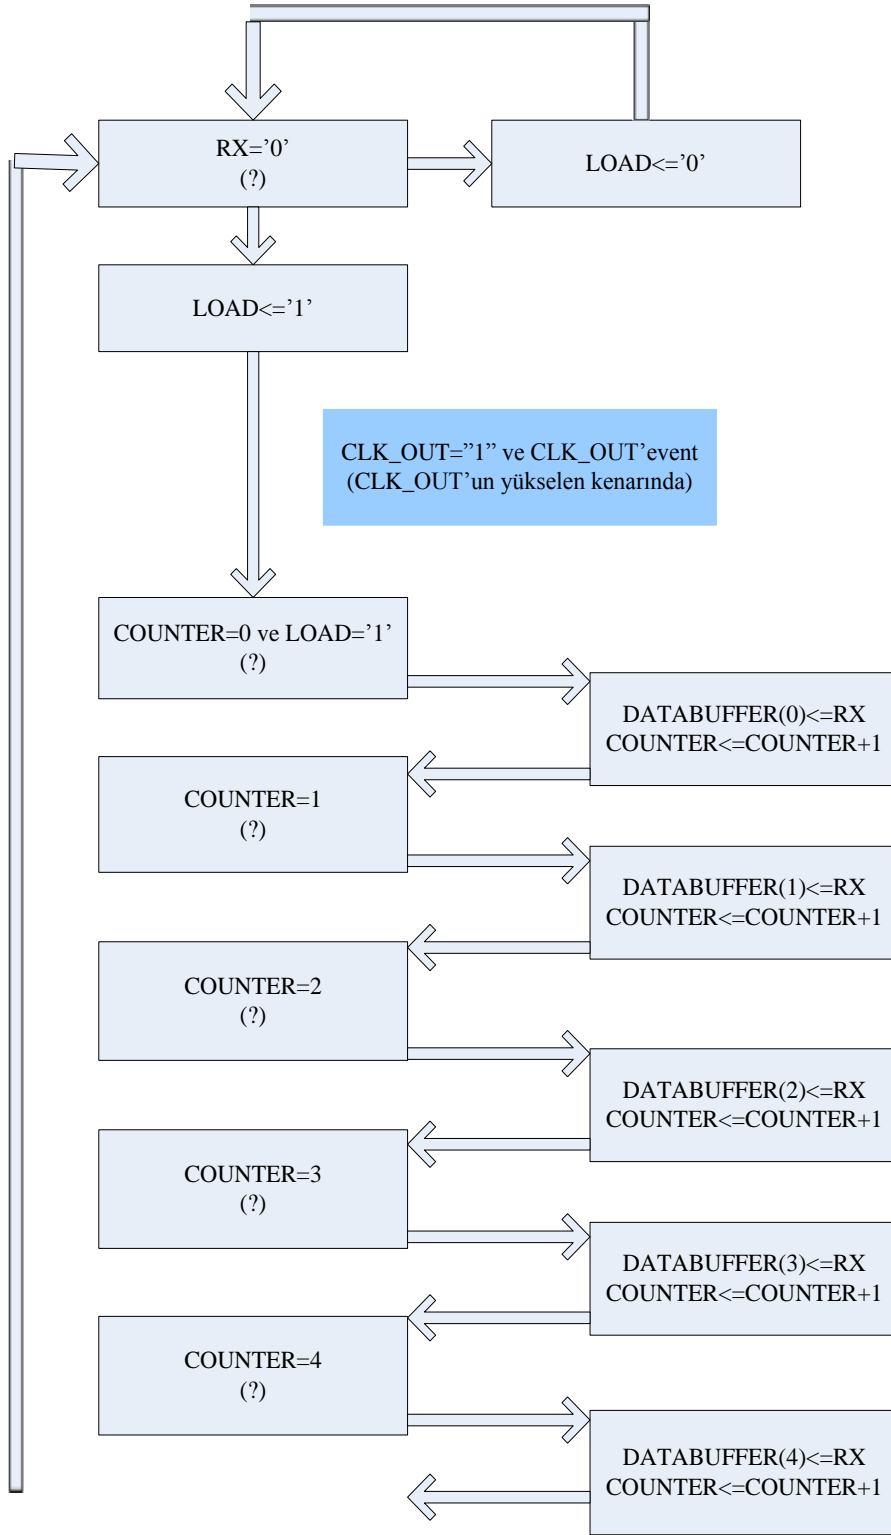 RX=’0’
(?)
LOAD<=’0’
LOAD<=’1’
CLK_OUT=”1” ve CLK_OUT’event
(CLK_OUT’un yükselen kenarında)
COUNTER=0 ve LOAD=’1’
(?)
DATABUFFER(0)<=RX
COUNTER<=COUNTER+1
COUNTER=1
(?)
DATABUFFER(1)<=RX
COUNTER<=COUNTER+1
COUNTER=2
(?)
DATABUFFER(2)<=RX
COUNTER<=COUNTER+1
COUNTER=3
(?)
DATABUFFER(3)<=RX
COUNTER<=COUNTER+1
COUNTER=4
(?)
DATABUFFER(4)<=RX
COUNTER<=COUNTER+1